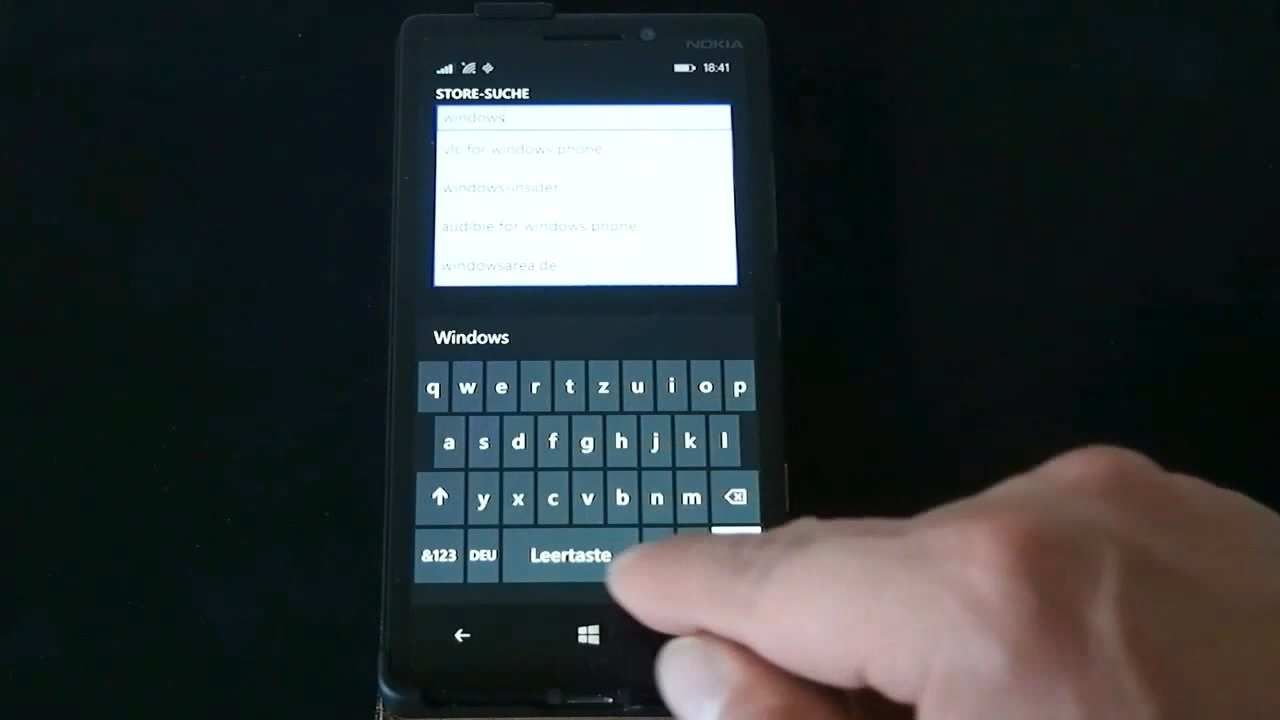 NOKIA
18:41
STORE-SUCHE
windows
vlc for windows phone
windows-insider
audible for windows phone
windowsarea.de
Windows
q w e r t z u i o p
a s d f g h j k l
y x c v b n m
&123 DEU Leertaste